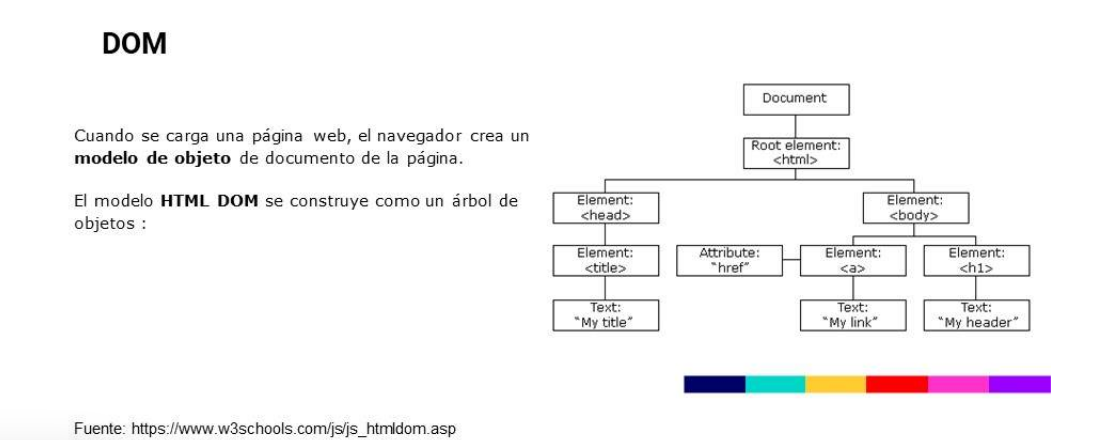 DOM
Cuando se carga una página web, el navegador crea un
modelo de objeto de documento de la página.
El modelo HTML DOM se construye como un árbol de
objetos :
Document
Root element:
<html>
Element:
<head>
Element:
<body>
Element:
<title>
Attribute:
"href"
Element:
<a>
Element:
<h1>
Text:
"My title"
Text:
"My link"
Text:
"My header"
Fuente: https://www.w3schools.com/js/js_htmldom.asp